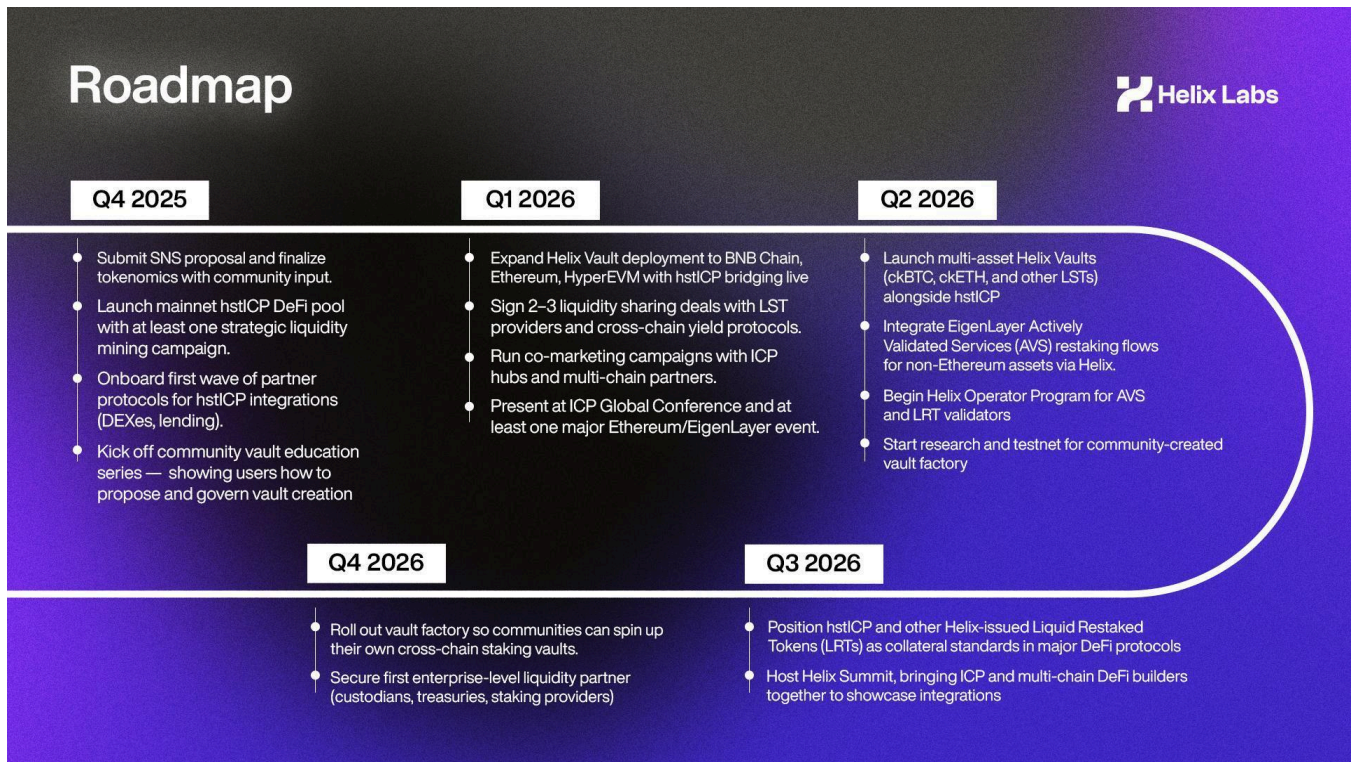 Roadmap
Helix Labs
Q4 2025
Submit SNS proposal and finalize
tokenomics with community input.
Launch mainnet hstICP DeFi pool
with at least one strategic liquidity
mining campaign.
Onboard first wave of partner
protocols for hstICP integrations
(DEXes, lending).
Kick off community vault education
series — showing users how to
propose and govern vault creation
Q1 2026
Expand Helix Vault deployment to BNB Chain,
Ethereum, HyperEVM with hstICP bridging live
Sign 2–3 liquidity sharing deals with LST
providers and cross-chain yield protocols.
Run co-marketing campaigns with ICP
hubs and multi-chain partners.
Present at ICP Global Conference and at
least one major Ethereum/EigenLayer event.
Q2 2026
Launch multi-asset Helix Vaults
(ckBTC, ckETH, and other LSTs)
alongside hstICP
Integrate EigenLayer Actively
Validated Services (AVS) restaking flows
for non-Ethereum assets via Helix.
Begin Helix Operator Program for AVS
and LRT validators
Start research and testnet for community-created
vault factory
Q3 2026
Position hstICP and other Helix-issued Liquid Restaked
Tokens (LRTs) as collateral standards in major DeFi protocols
Host Helix Summit, bringing ICP and multi-chain DeFi builders
together to showcase integrations
Q4 2026
Roll out vault factory so communities can spin up
their own cross-chain staking vaults.
Secure first enterprise-level liquidity partner
(custodians, treasuries, staking providers)